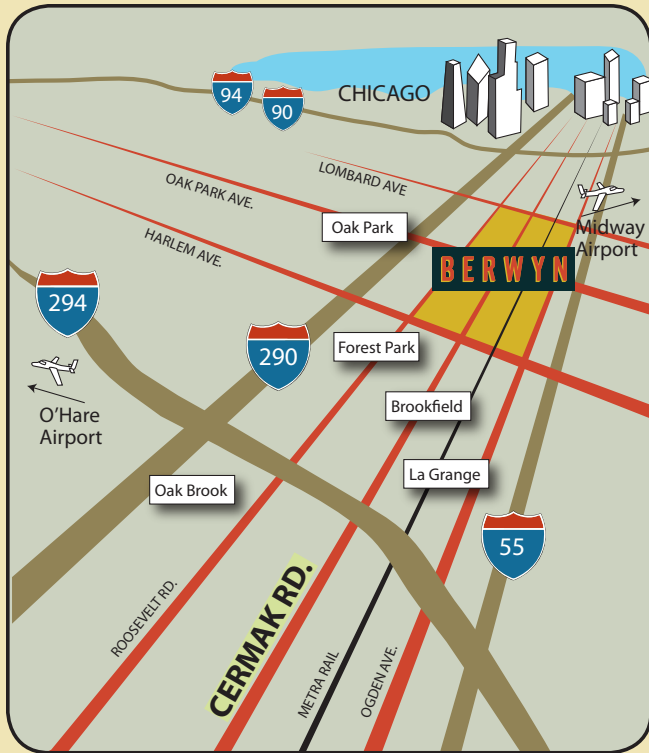 94
90
CHICAGO
LOMBARD AVE
OAK PARK AVE.
Oak Park
Midway
Airport
HARLEM AVE.
BERWYN
294
290
Forest Park
O'Hare
Airport
Brookfield
La Grange
Oak Brook
55
ROOSEVELT RD.
CERMAK RD.
METRA RAIL
OGDEN AVE.